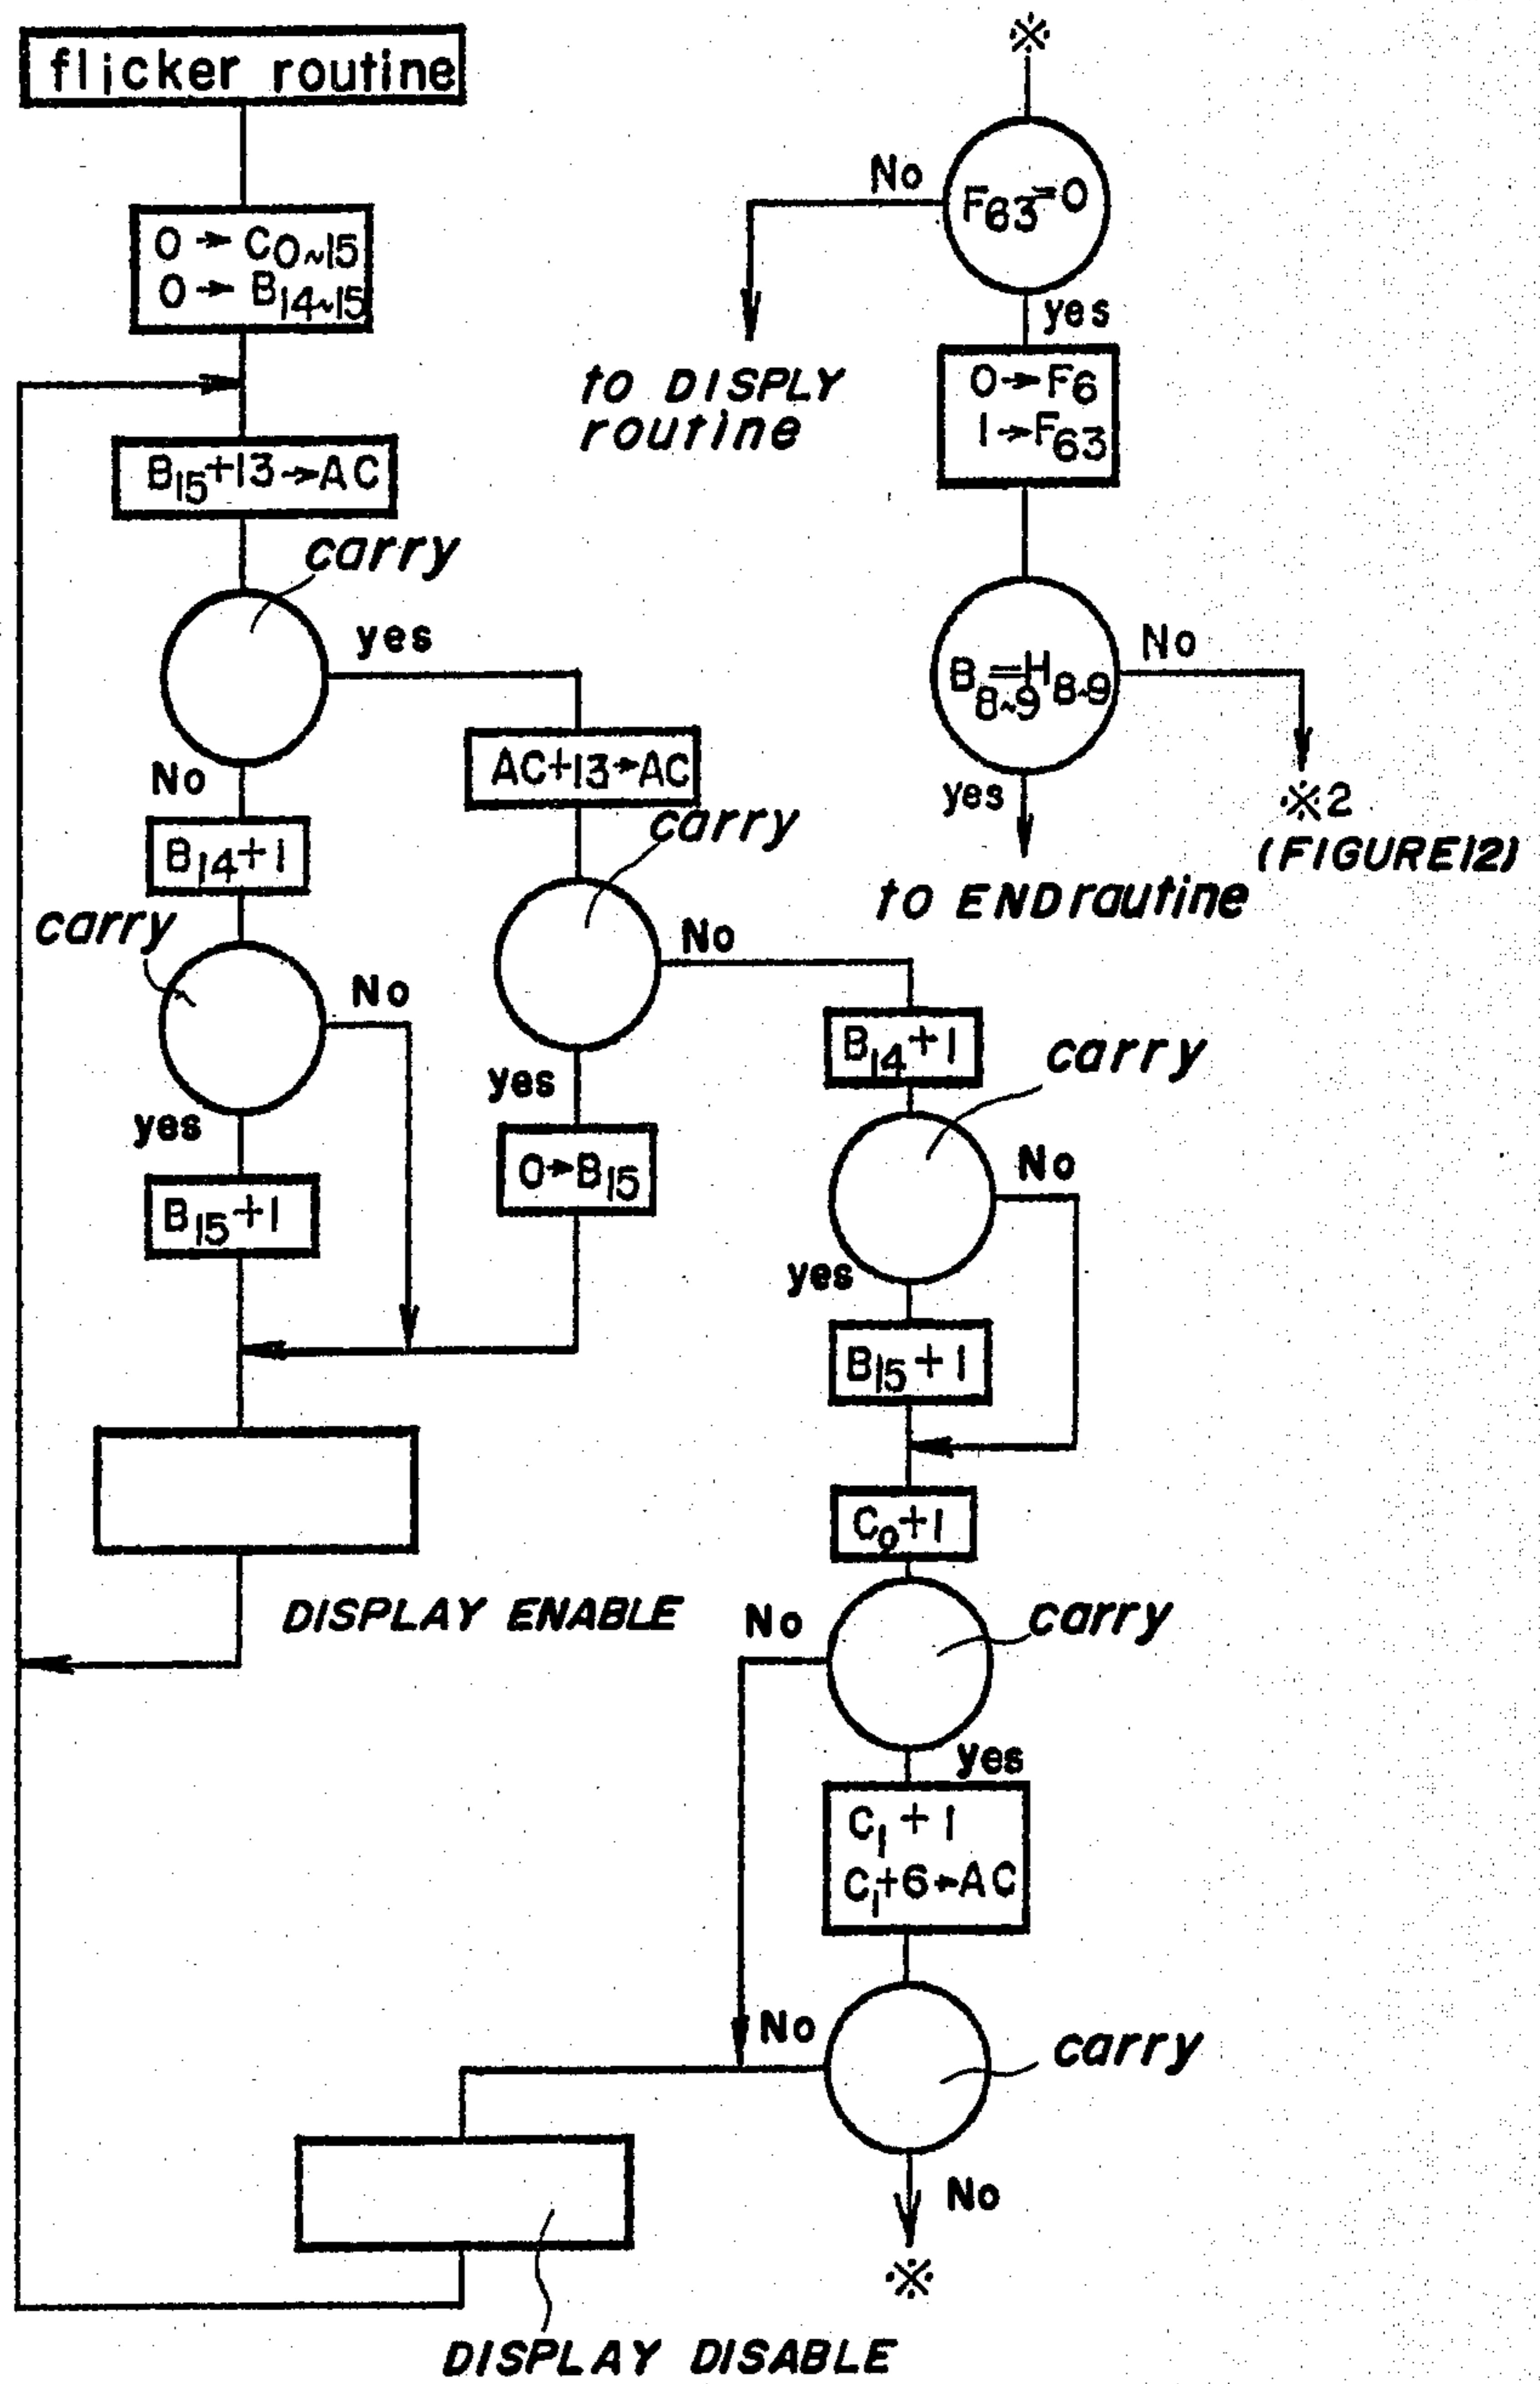 flicker routine
0→C0~15
0→B14~15
B15+13→AC
carry
yes
No
B14+1
carry
No
yes
B15+1
DISPLAY ENABLE
AC+13→AC
carry
No
yes
0→B15
B14+1
carry
No
yes
B15+1
C0+1
carry
No
yes
C1+1
C1+6→AC
carry
No
No
※
DISPLAY DISABLE
※
F63=0
No
yes
to DISPLY
routine
0→F6
1→F63
B8~9=H8~9
No
yes
※2
(FIGURE12)
to END rautine